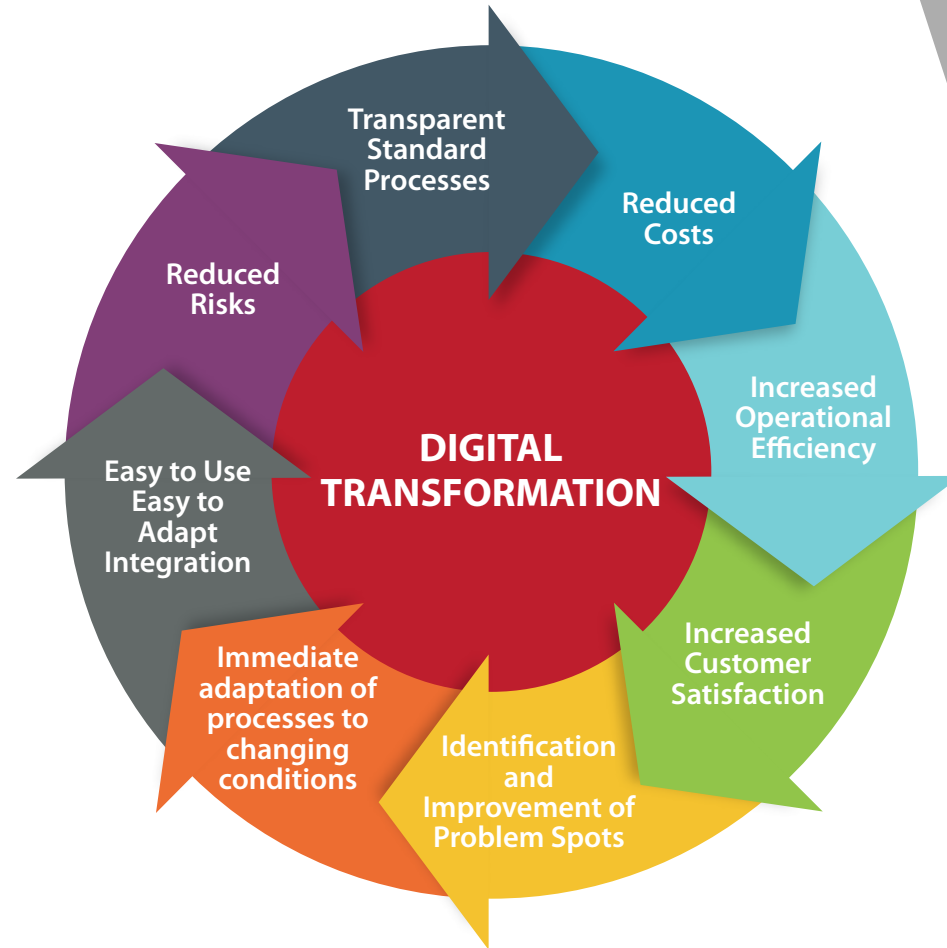 Transparent
Standard
Processes
Reduced
Costs
Increased
Operational
Efficiency
Increased
Customer
Satisfaction
Identification
and
Improvement of
Problem Spots
Immediate
adaptation of
processes to
changing
conditions
Easy to Use
Easy to
Adapt
Integration
Reduced
Risks
DIGITAL
TRANSFORMATION